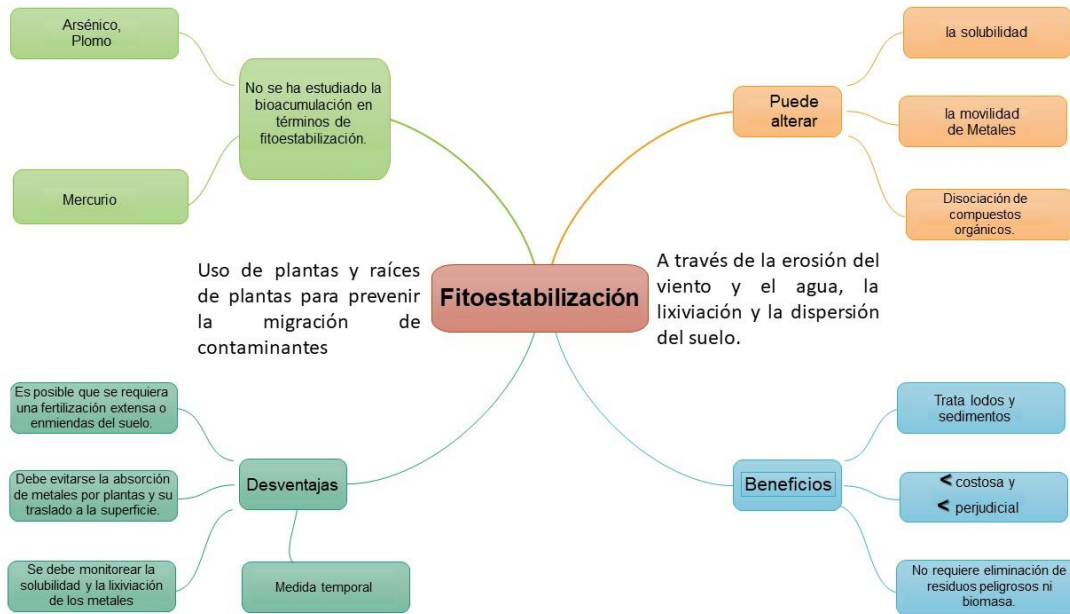 Arsénico,
Plomo
No se ha estudiado la
bioacumulación en
términos de
fitoestabilización.
Mercurio
Puede
alterar
la solubilidad
la movilidad
de Metales
Disociación de
compuestos
orgánicos.
Uso de plantas y raíces
de plantas para prevenir
la migración de
contaminantes
Fitoestabilización
A través de la erosión del
viento y el agua, la
lixiviación y la dispersión
del suelo.
Es posible que se requiera
una fertilización extensa o
enmiendas del suelo.
Debe evitarse la absorción
de metales por plantas y su
traslado a la superficie.
Se debe monitorear la
solubilidad y la lixiviación
de los metales
Desventajas
Medida temporal
Beneficios
Trata lodos y
sedimentos
< costosa y
< perjudicial
No requiere eliminación de
residuos peligrosos ni
biomasa.